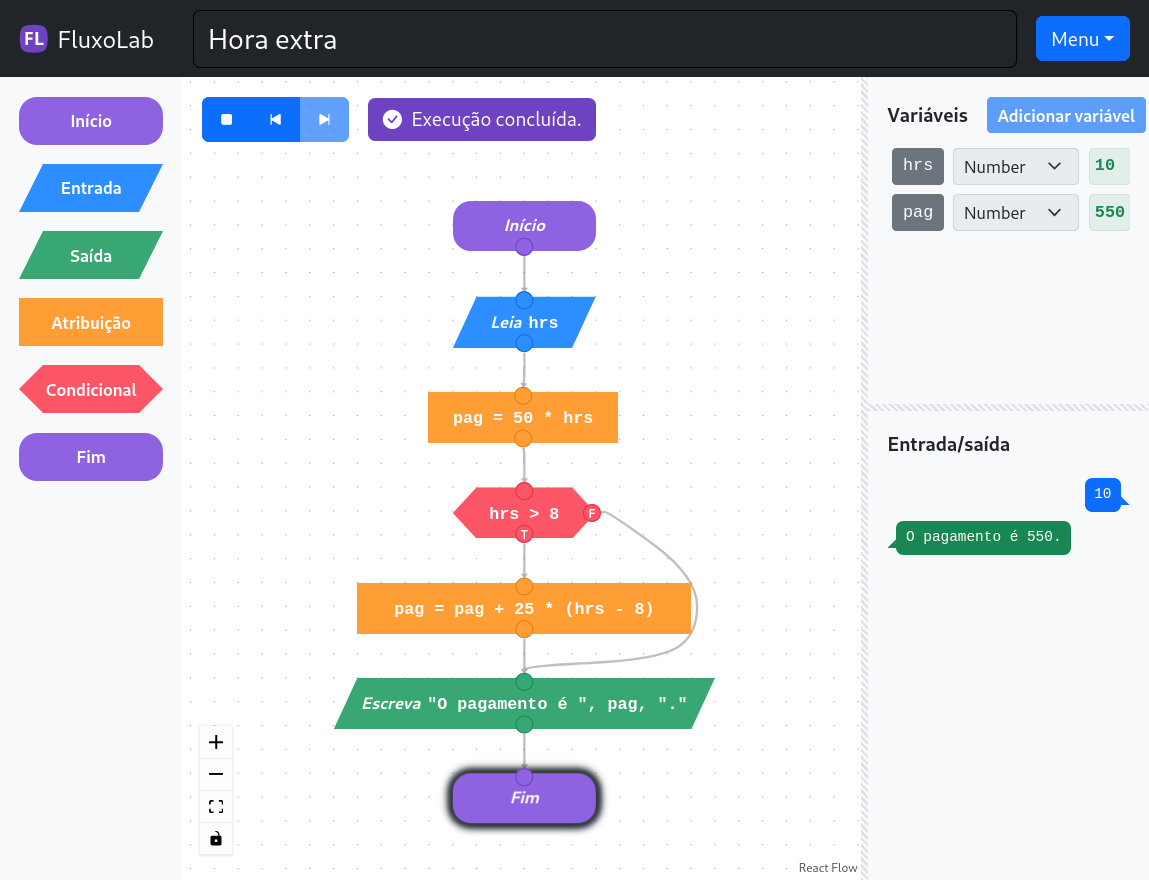 FL FluxoLab
Hora extra
Menu
Início
Entrada
Saída
Atribuição
Condicional
Fim
Execução concluída.
Início
Leia hrs
pag = 50 * hrs
hrs > 8
F
T
pag = pag + 25 * (hrs - 8)
Escreva "O pagamento é ", pag, "."
Fim
React Flow
Variáveis
Adicionar variável
hrs Number 10
pag Number 550
Entrada/saída
10
O pagamento é 550.